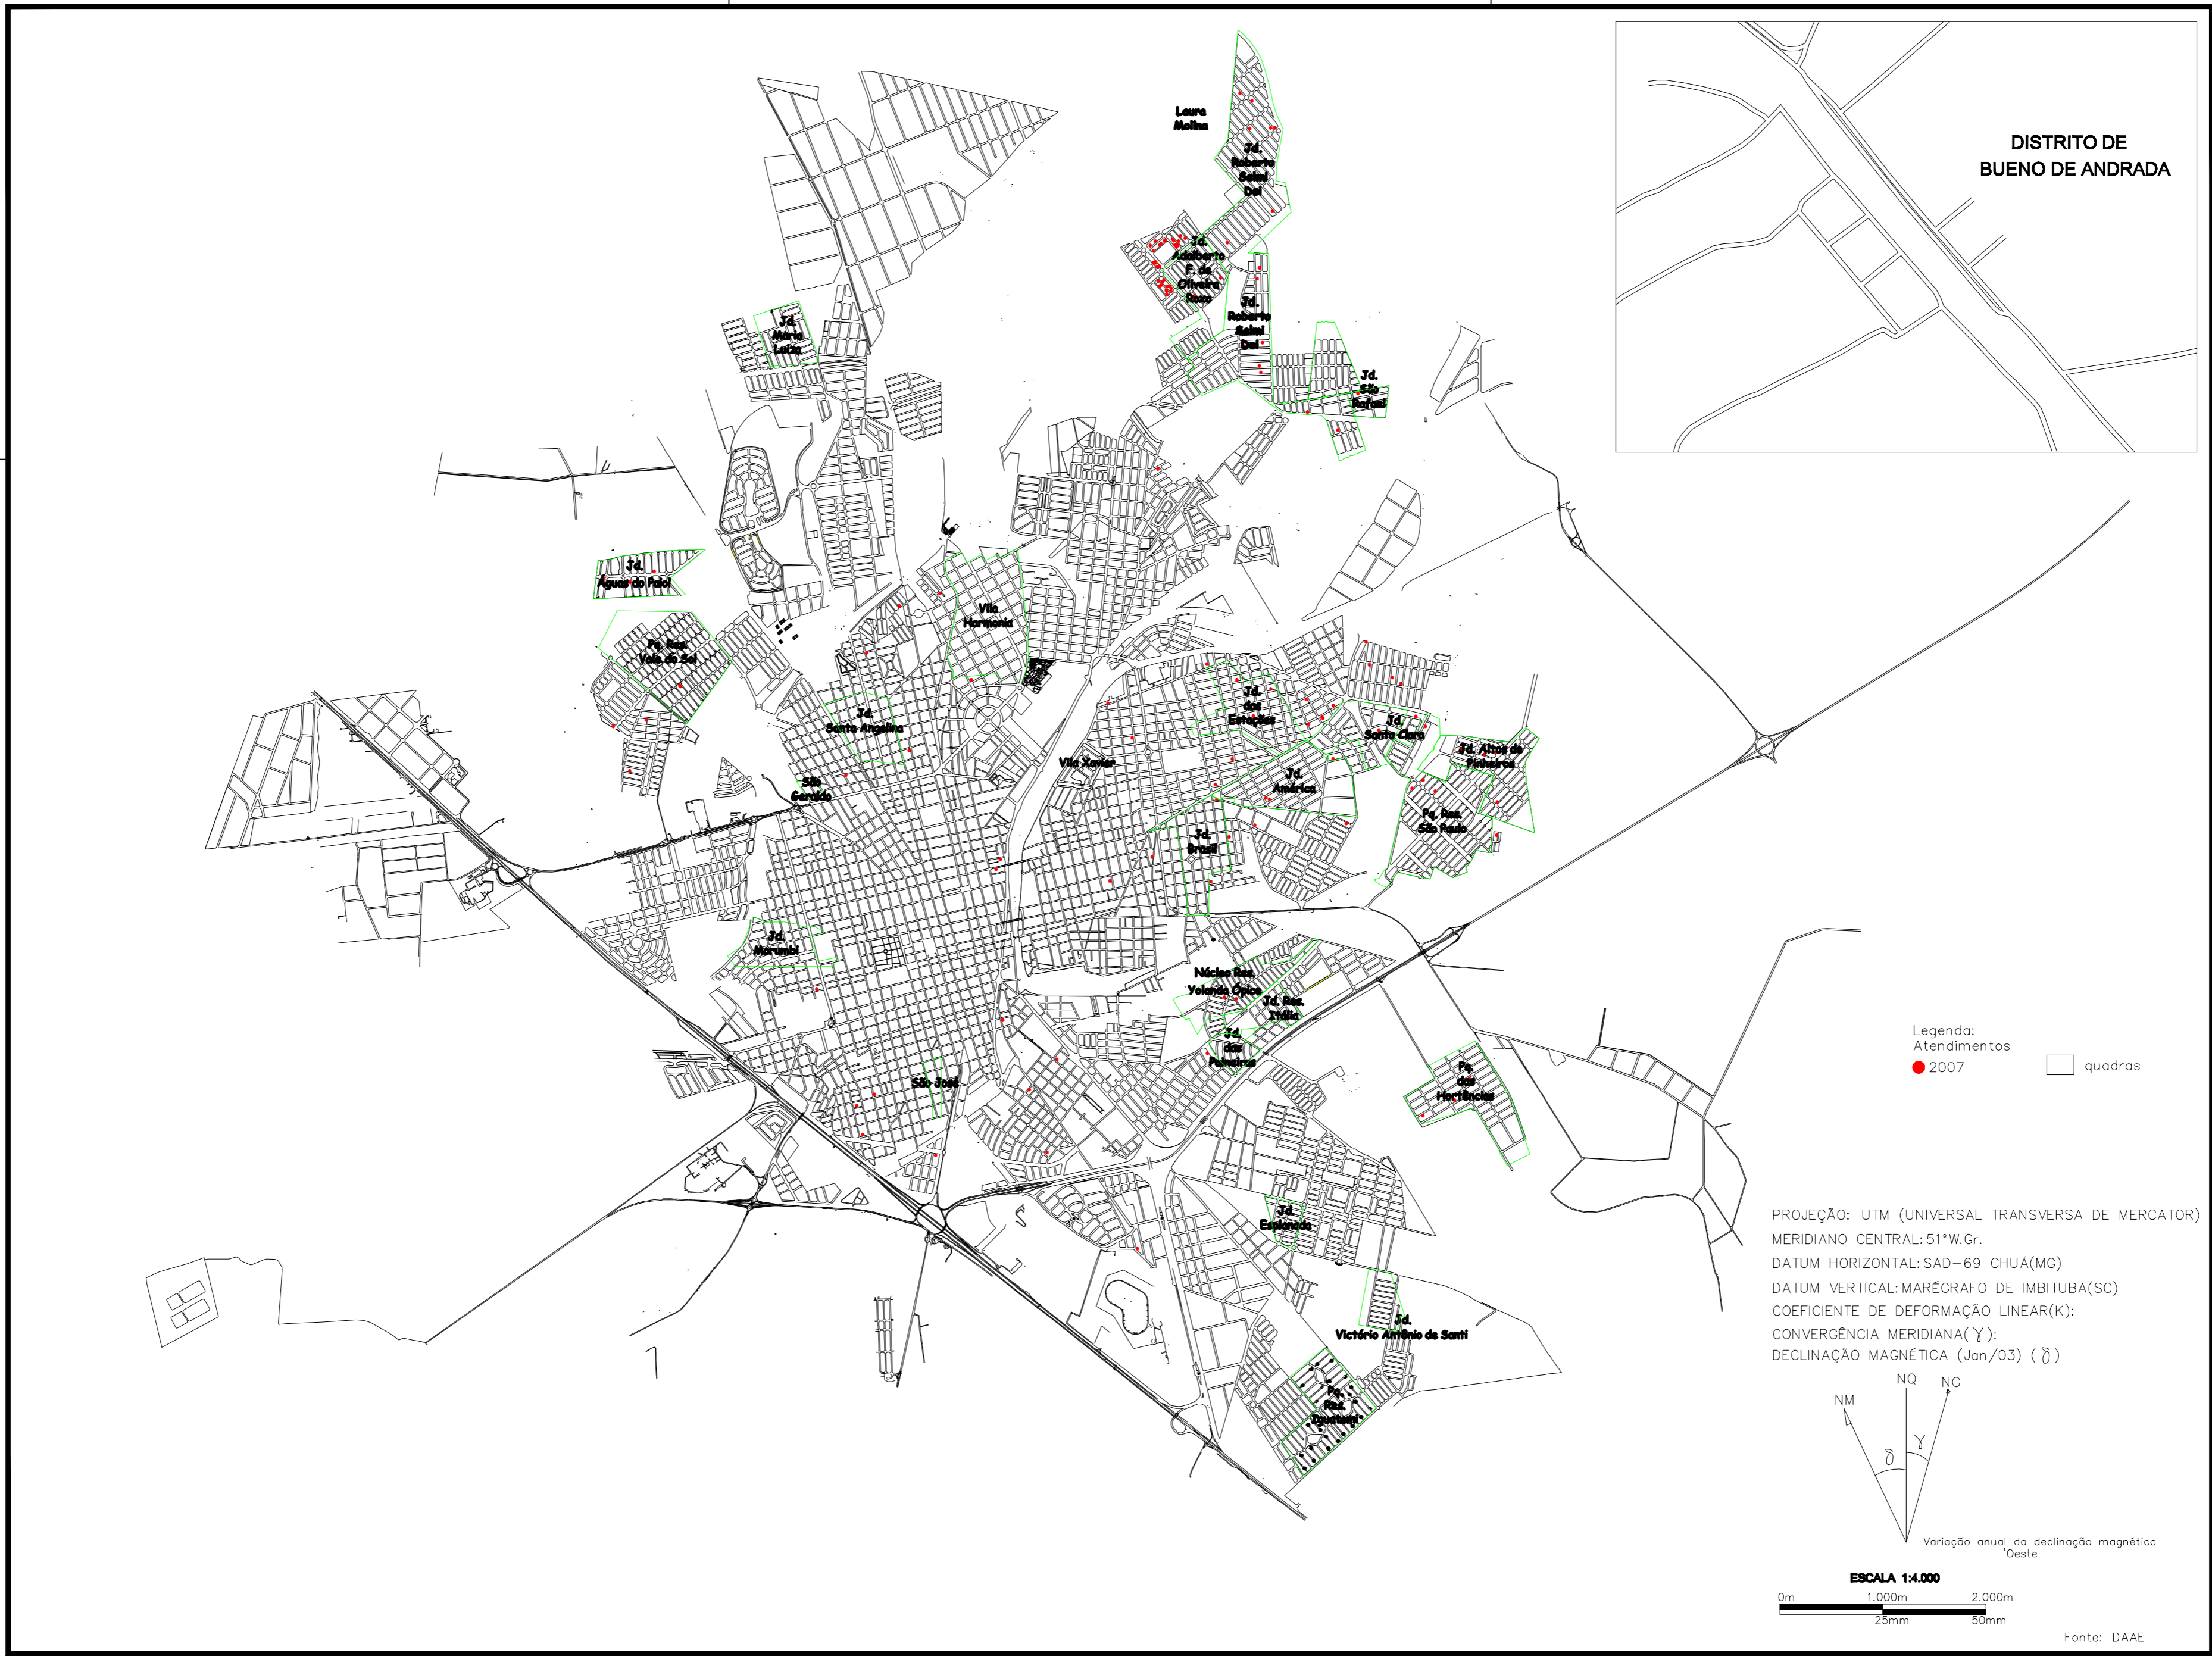 DISTRITO DE
BUENO DE ANDRADA
Laura
Molina
Jd.
Roberto
Selmi
Dei
Jd.
Adalberto
F. de
Oliveira
Roxo
Jd.
Roberto
Selmi
Dei
Jd.
Maria
Luiza
Jd.
São
Rafael
Jd.
Águas do Paiol
Vila
Harmonia
Pq. Res.
Vale do Sol
Jd.
Santa Angelina
Jd.
das
Estações
Jd.
Santa Clara
Jd. Altos de
Pinheiros
Vila Xavier
São
Geraldo
Jd.
América
Pq. Res.
São Paulo
Jd.
Brasil
Jd.
Morumbi
Núcleo Res.
Yolanda Ópice
Jd. Res.
Itália
Jd.
das
Paineiras
São José
Pq.
das
Hortências
Jd.
Esplanada
Jd.
Victório Antônio de Santi
Pq.
Res.
Iguatemi
Legenda:
Atendimentos
2007
quadras
PROJEÇÃO: UTM (UNIVERSAL TRANSVERSA DE MERCATOR)
MERIDIANO CENTRAL: 51°W.Gr.
DATUM HORIZONTAL: SAD-69 CHUÁ(MG)
DATUM VERTICAL: MARÉGRAFO DE IMBITUBA(SC)
COEFICIENTE DE DEFORMAÇÃO LINEAR(K):
CONVERGÊNCIA MERIDIANA(γ):
DECLINAÇÃO MAGNÉTICA (Jan/03) (δ)
NM
NQ
NG
δ
γ
Variação anual da declinação magnética
'Oeste
ESCALA 1:4.000
0m 1.000m 2.000m
25mm 50mm
Fonte: DAAE